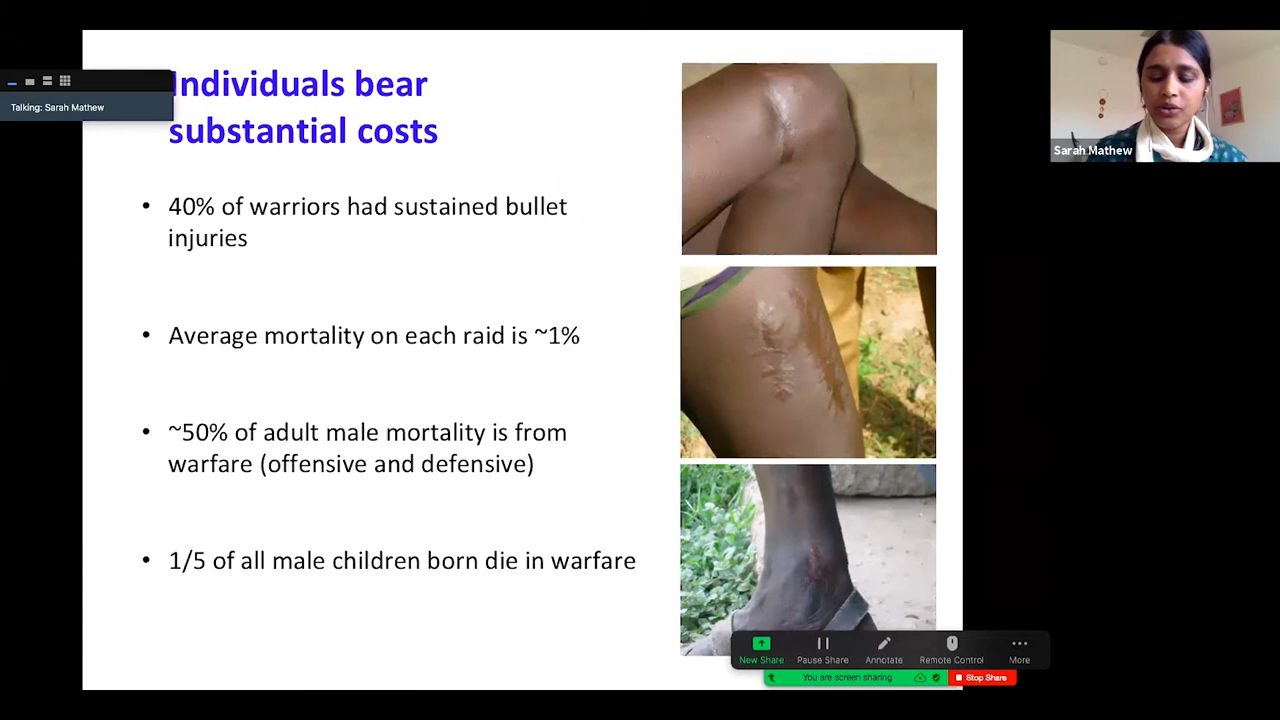 Individuals bear
substantial costs
Talking: Sarah Mathew
• 40% of warriors had sustained bullet
injuries
• Average mortality on each raid is ~1%
• ~50% of adult male mortality is from
warfare (offensive and defensive)
• 1/5 of all male children born die in warfare
Sarah Mathew
New Share
Pause Share
Annotate
Remote Control
More
You are screen sharing
Stop Share